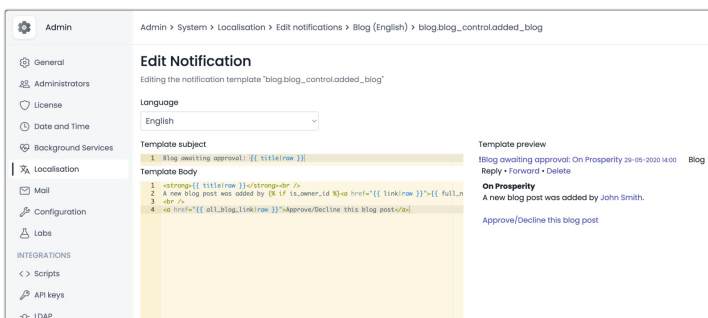 Admin
Admin > System > Localisation > Edit notifications > Blog (English) > blog.blog_control.added_blog
General
Administrators
License
Date and Time
Background Services
Localisation
Mail
Configuration
Labs
INTEGRATIONS
Scripts
API keys
LDAP
Edit Notification
Editing the notification template "blog.blog_control.added_blog"
Language
English
Template subject
1 Blog awaiting approval: {{ title|raw }}
Template Body
1 <strong>{{ title|raw }}</strong><br />
2 A new blog post was added by {% if is_owner_id %}<a href="{{ link|raw }}">{{ full_n
3 <br />
4 <a href="{{ all_blog_link|raw }}">Approve/Decline this blog post</a>
Template preview
!Blog awaiting approval: On Prosperity 29-05-2020 14:00 Blog
Reply • Forward • Delete
On Prosperity
A new blog post was added by John Smith.
Approve/Decline this blog post